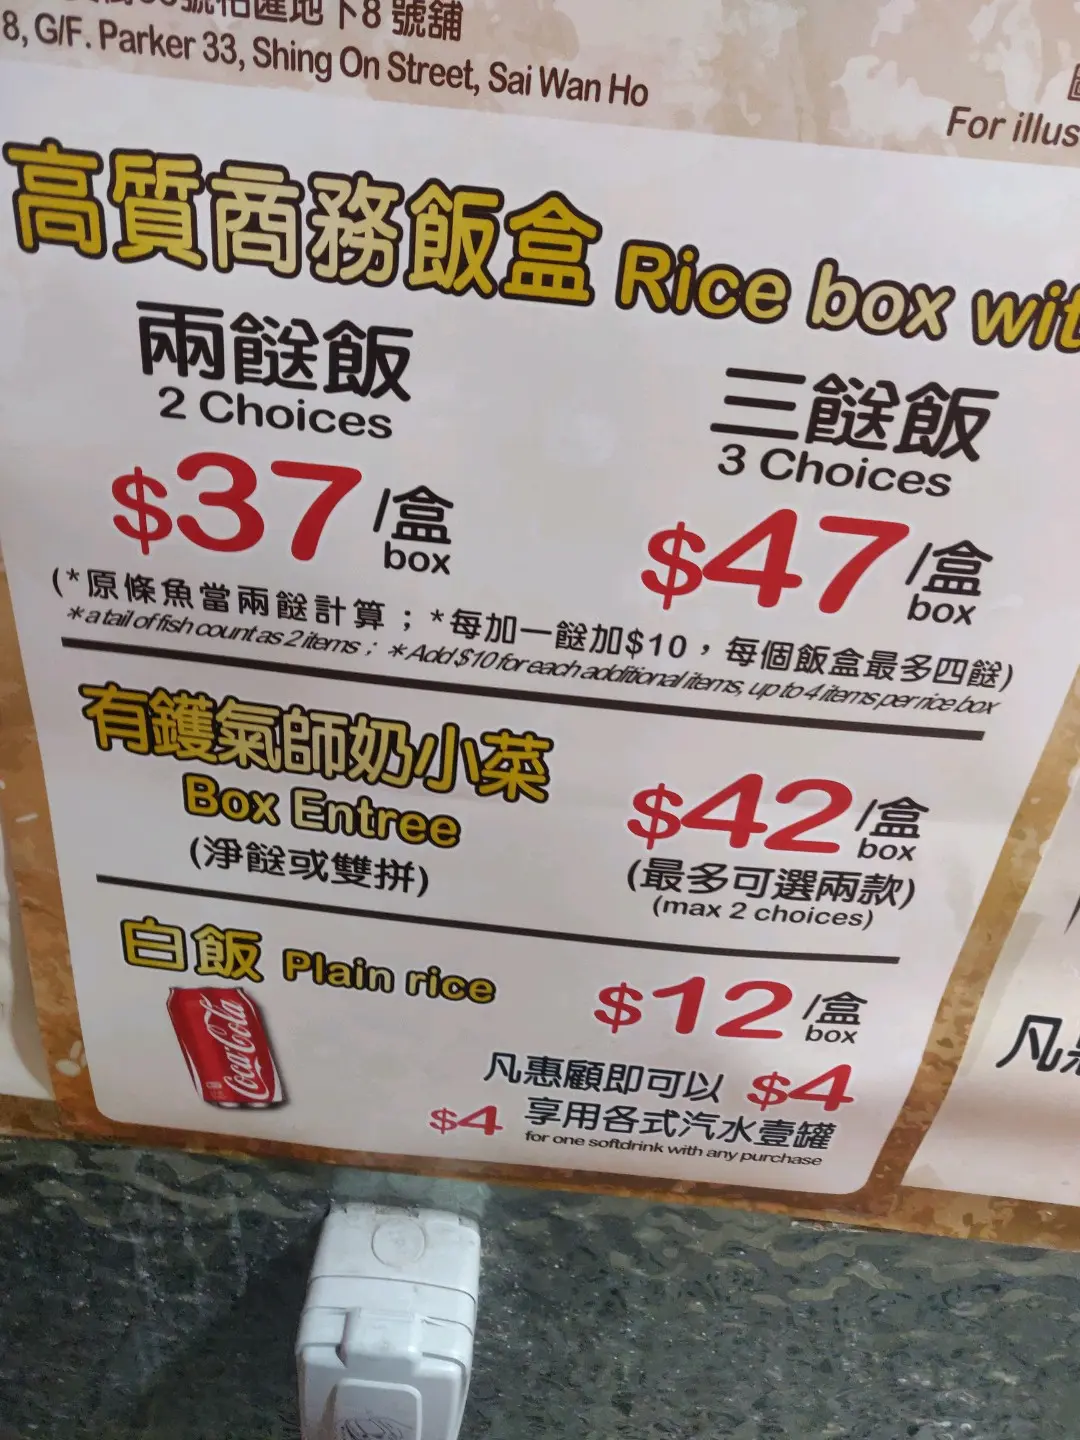 地下8號舖
8, G/F. Parker 33, Shing On Street, Sai Wan Ho
For illus
高質商務飯盒 Rice box wit
兩餸飯
2 Choices
$37/盒
box
三餸飯
3 Choices
$47/盒
box
(*原條魚當兩餸計算；*每加一餸加$10，每個飯盒最多四餸)
*a tail of fish count as 2 items；*Add $10 for each additional items, up to 4 items per rice box
有鑊氣師奶小菜
Box Entree
(淨餸或雙拼)
$42/盒
box
(最多可選兩款)
(max 2 choices)
白飯 Plain rice
$12/盒
box
Coca-Cola
凡惠顧即可以 $4
$4 享用各式汽水壹罐
for one softdrink with any purchase
凡